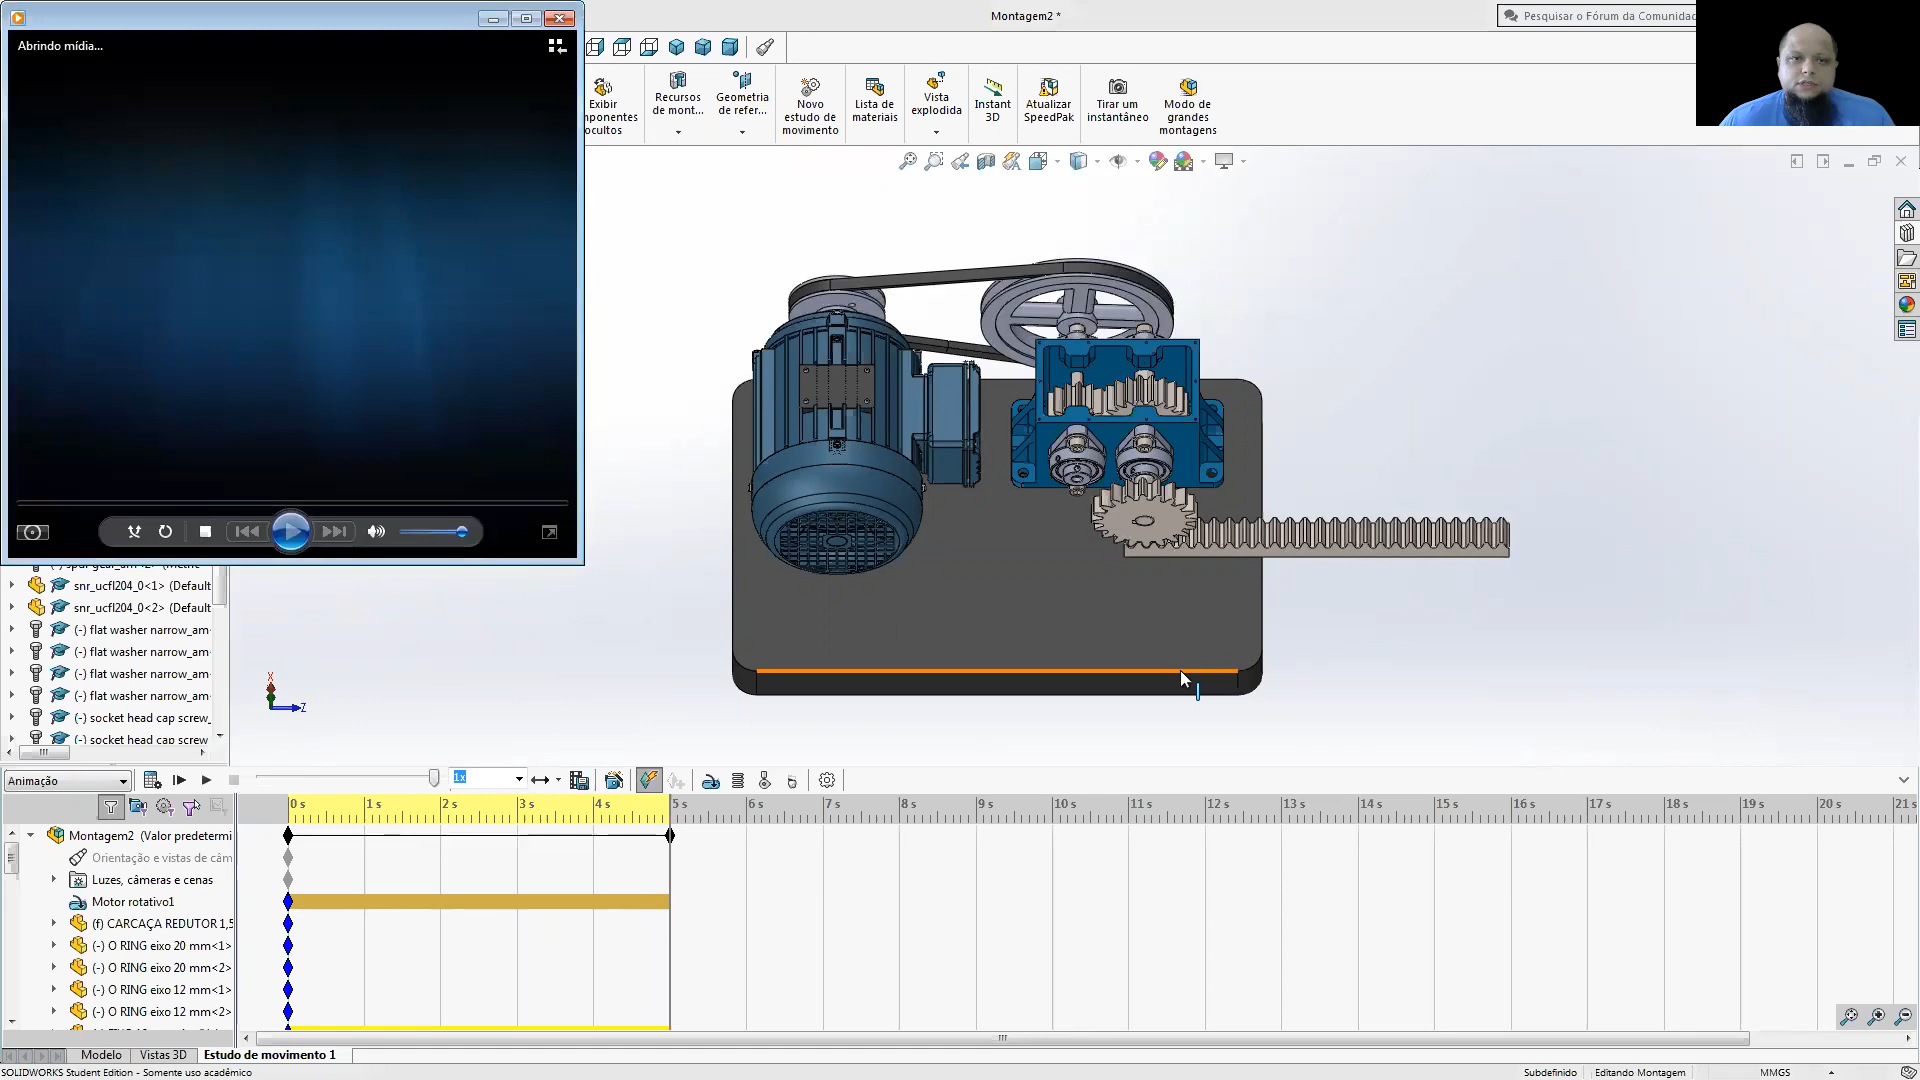 Montagem2 *
Pesquisar o Fórum da Comunidad
Abrindo mídia...
Exibir
mponentes
ocultos
Recursos
de mont...
Geometria
de refer...
Novo
estudo de
movimento
Lista de
materiais
Vista
explodida
Instant
3D
Atualizar
SpeedPak
Tirar um
instantâneo
Modo de
grandes
montagens
snr_ucfl204_0<1> (Default
snr_ucfl204_0<2> (Default
(-) flat washer narrow_am
(-) flat washer narrow_am
(-) flat washer narrow_am
(-) flat washer narrow_am
(-) socket head cap screw_
(-) socket head cap screw
X
Z
Animação
1x
0 s 1 s 2 s 3 s 4 s 5 s 6 s 7 s 8 s 9 s 10 s 11 s 12 s 13 s 14 s 15 s 16 s 17 s 18 s 19 s 20 s 21 s
Montagem2 (Valor predetermi
Orientação e vistas de câm
Luzes, câmeras e cenas
Motor rotativo1
(f) CARCAÇA REDUTOR 1,5
(-) O RING eixo 20 mm<1>
(-) O RING eixo 20 mm<2>
(-) O RING eixo 12 mm<1>
(-) O RING eixo 12 mm<2>
Modelo Vistas 3D Estudo de movimento 1
SOLIDWORKS Student Edition - Somente uso acadêmico
Subdefinido Editando Montagem MMGS